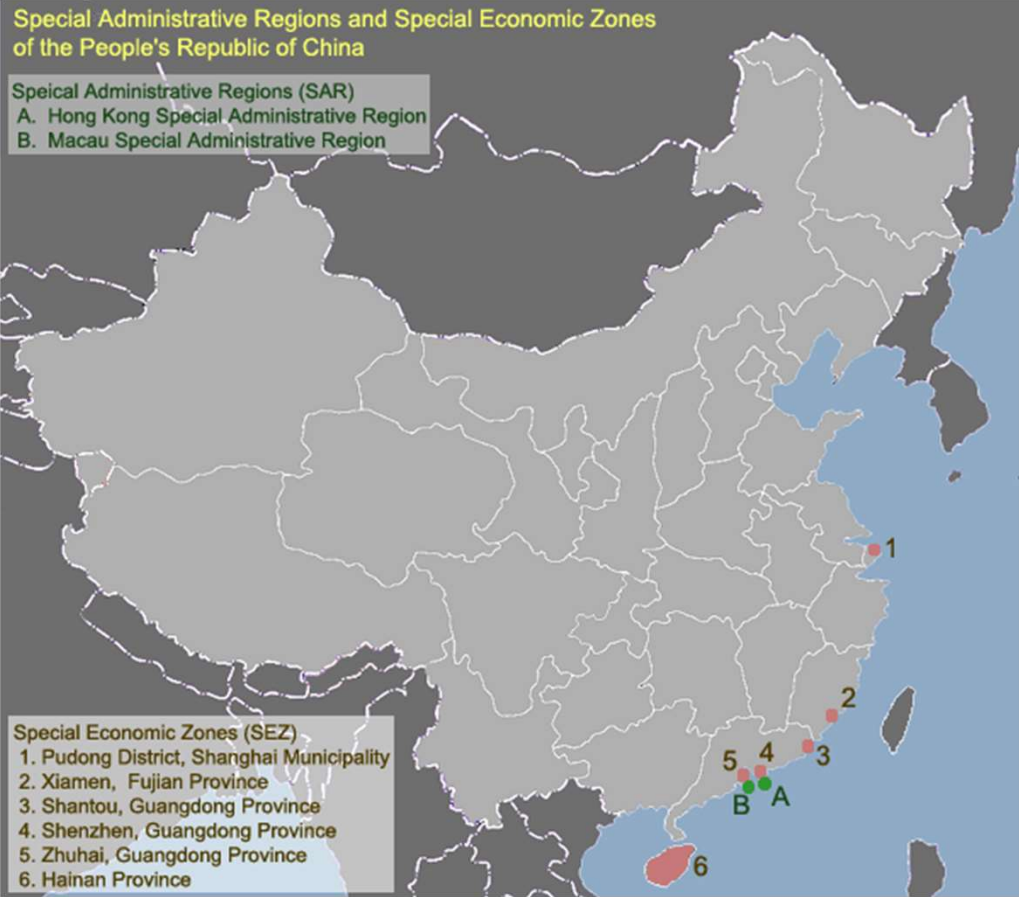 Special Administrative Regions and Special Economic Zones
of the People's Republic of China
Speical Administrative Regions (SAR)
A. Hong Kong Special Administrative Region
B. Macau Special Administrative Region
1
2
3
4
5
A
B
6
Special Economic Zones (SEZ)
1. Pudong District, Shanghai Municipality
2. Xiamen, Fujian Province
3. Shantou, Guangdong Province
4. Shenzhen, Guangdong Province
5. Zhuhai, Guangdong Province
6. Hainan Province